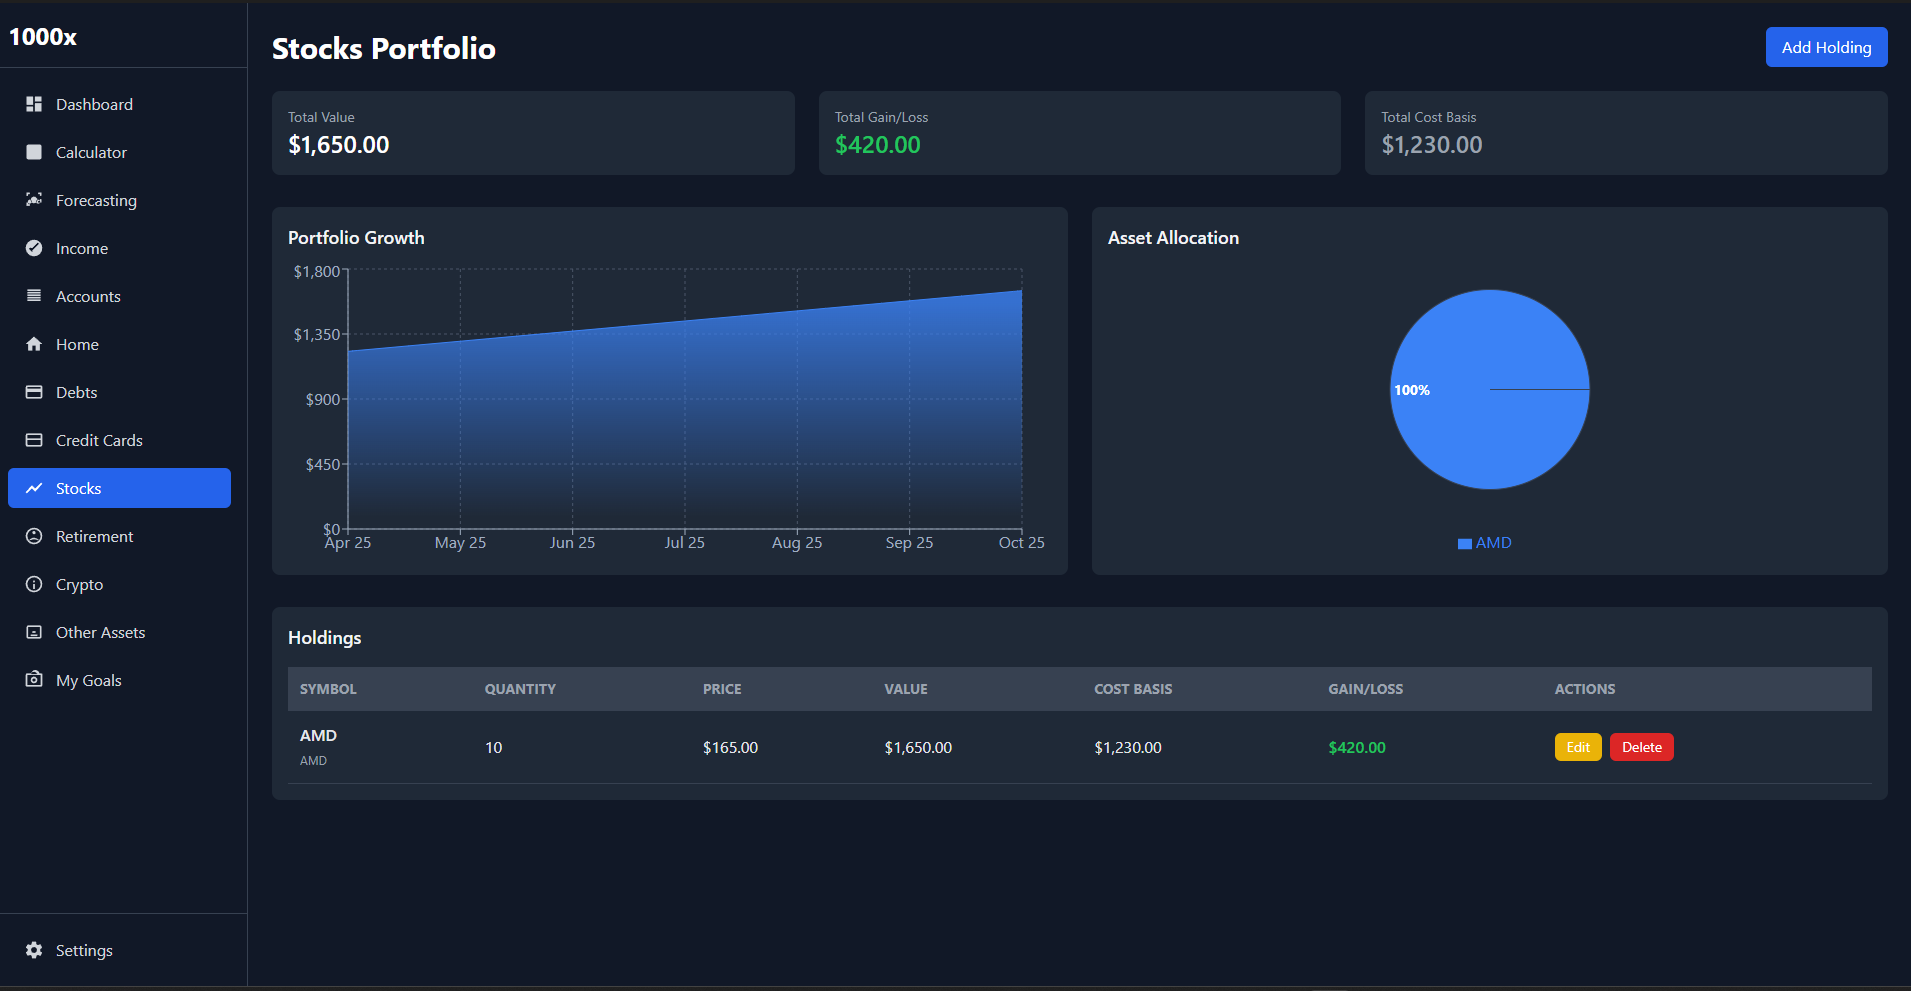 1000x
Dashboard
Calculator
Forecasting
Income
Accounts
Home
Debts
Credit Cards
Stocks
Retirement
Crypto
Other Assets
My Goals
Settings
Stocks Portfolio
Add Holding
Total Value
$1,650.00
Total Gain/Loss
$420.00
Total Cost Basis
$1,230.00
Portfolio Growth
$1,800
$1,350
$900
$450
$0
Apr 25 May 25 Jun 25 Jul 25 Aug 25 Sep 25 Oct 25
Asset Allocation
100%
AMD
Holdings
SYMBOL QUANTITY PRICE VALUE COST BASIS GAIN/LOSS ACTIONS
AMD
AMD
10 $165.00 $1,650.00 $1,230.00 $420.00 Edit Delete